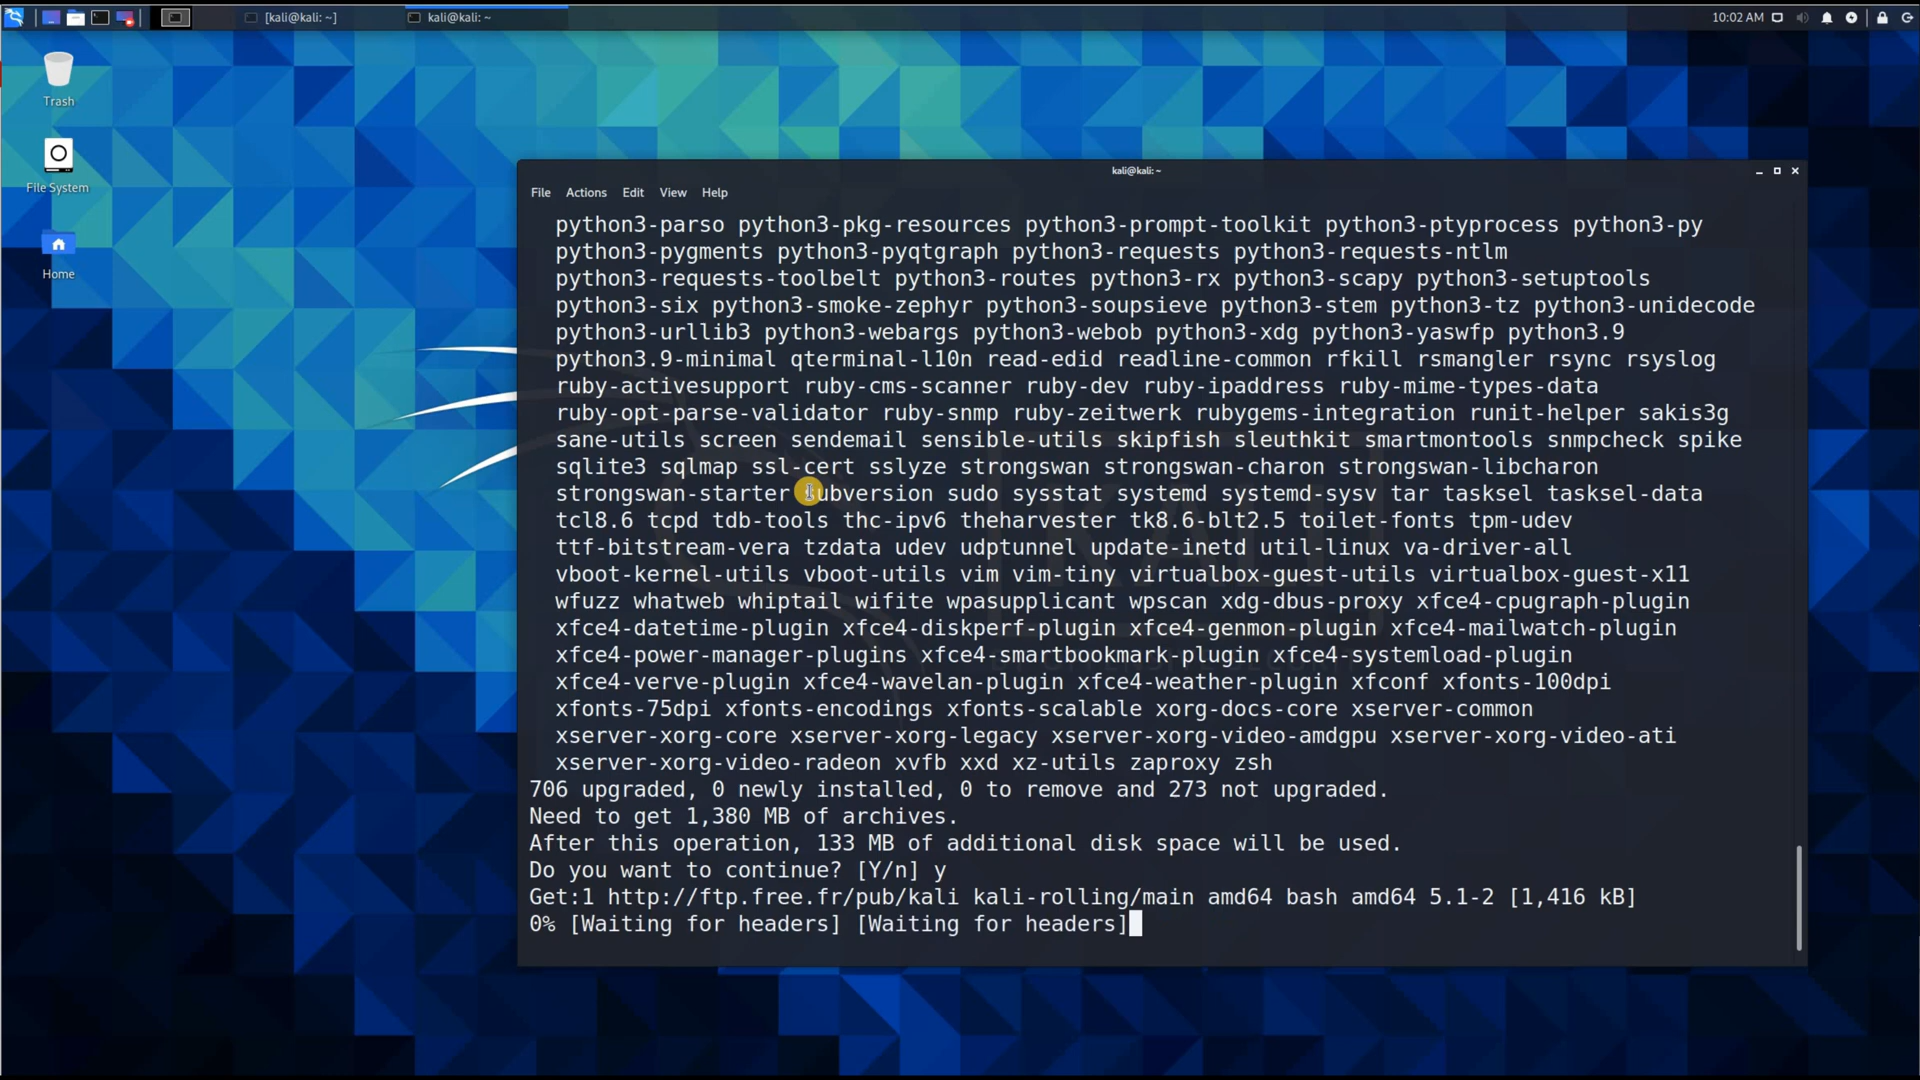 [kali@kali: ~]
kali@kali: ~
10:02 AM
Trash
File System
Home
kali@kali: ~
File Actions Edit View Help
python3-parso python3-pkg-resources python3-prompt-toolkit python3-ptyprocess python3-py
python3-pygments python3-pyqtgraph python3-requests python3-requests-ntlm
python3-requests-toolbelt python3-routes python3-rx python3-scapy python3-setuptools
python3-six python3-smoke-zephyr python3-soupsieve python3-stem python3-tz python3-unidecode
python3-urllib3 python3-webargs python3-webob python3-xdg python3-yaswfp python3.9
python3.9-minimal qterminal-l10n read-edid readline-common rfkill rsmangler rsync rsyslog
ruby-activesupport ruby-cms-scanner ruby-dev ruby-ipaddress ruby-mime-types-data
ruby-opt-parse-validator ruby-snmp ruby-zeitwerk rubygems-integration runit-helper sakis3g
sane-utils screen sendemail sensible-utils skipfish sleuthkit smartmontools snmpcheck spike
sqlite3 sqlmap ssl-cert sslyze strongswan strongswan-charon strongswan-libcharon
strongswan-starter subversion sudo sysstat systemd systemd-sysv tar tasksel tasksel-data
tcl8.6 tcpd tdb-tools thc-ipv6 theharvester tk8.6-blt2.5 toilet-fonts tpm-udev
ttf-bitstream-vera tzdata udev udptunnel update-inetd util-linux va-driver-all
vboot-kernel-utils vboot-utils vim vim-tiny virtualbox-guest-utils virtualbox-guest-x11
wfuzz whatweb whiptail wifite wpasupplicant wpscan xdg-dbus-proxy xfce4-cpugraph-plugin
xfce4-datetime-plugin xfce4-diskperf-plugin xfce4-genmon-plugin xfce4-mailwatch-plugin
xfce4-power-manager-plugins xfce4-smartbookmark-plugin xfce4-systemload-plugin
xfce4-verve-plugin xfce4-wavelan-plugin xfce4-weather-plugin xfconf xfonts-100dpi
xfonts-75dpi xfonts-encodings xfonts-scalable xorg-docs-core xserver-common
xserver-xorg-core xserver-xorg-legacy xserver-xorg-video-amdgpu xserver-xorg-video-ati
xserver-xorg-video-radeon xvfb xxd xz-utils zaproxy zsh
706 upgraded, 0 newly installed, 0 to remove and 273 not upgraded.
Need to get 1,380 MB of archives.
After this operation, 133 MB of additional disk space will be used.
Do you want to continue? [Y/n] y
Get:1 http://ftp.free.fr/pub/kali kali-rolling/main amd64 bash amd64 5.1-2 [1,416 kB]
0% [Waiting for headers] [Waiting for headers]